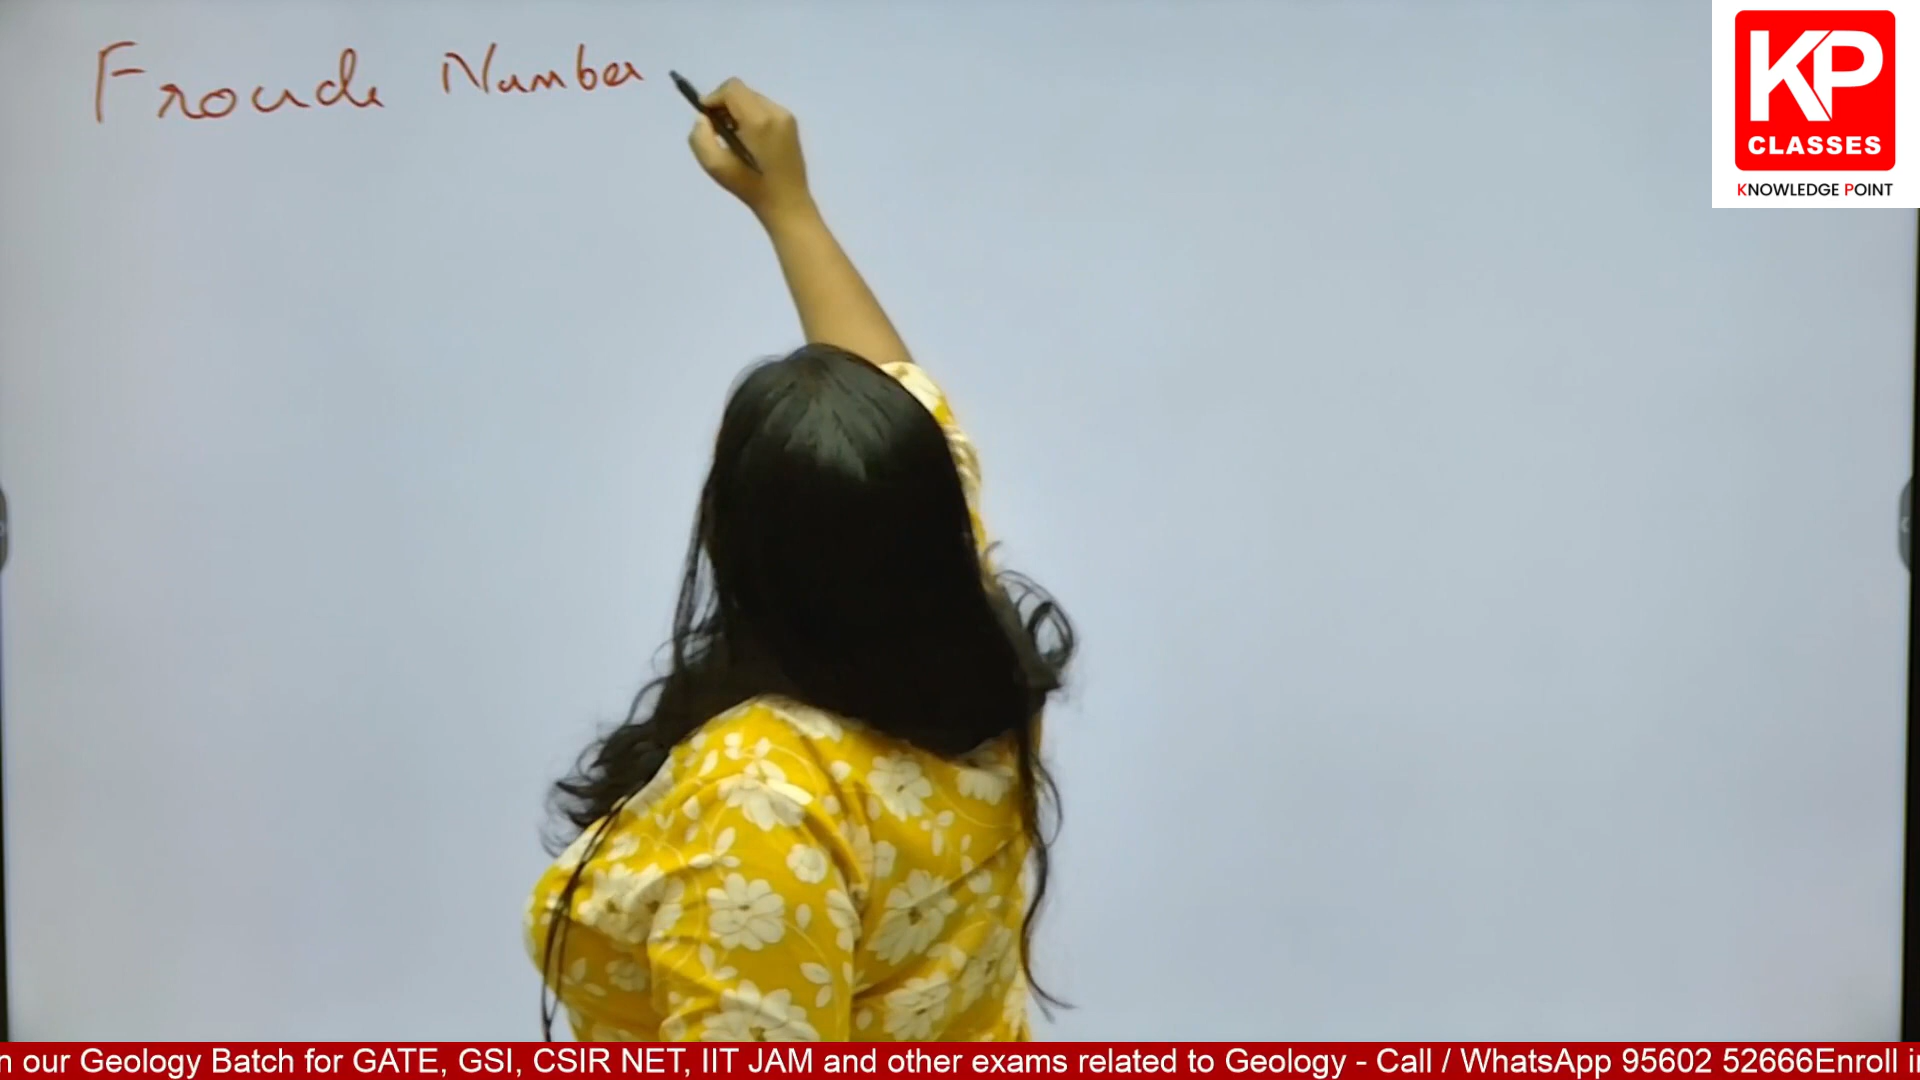 Froude Number
KP
CLASSES
KNOWLEDGE POINT
n our Geology Batch for GATE, GSI, CSIR NET, IIT JAM and other exams related to Geology - Call / WhatsApp 95602 52666Enroll in